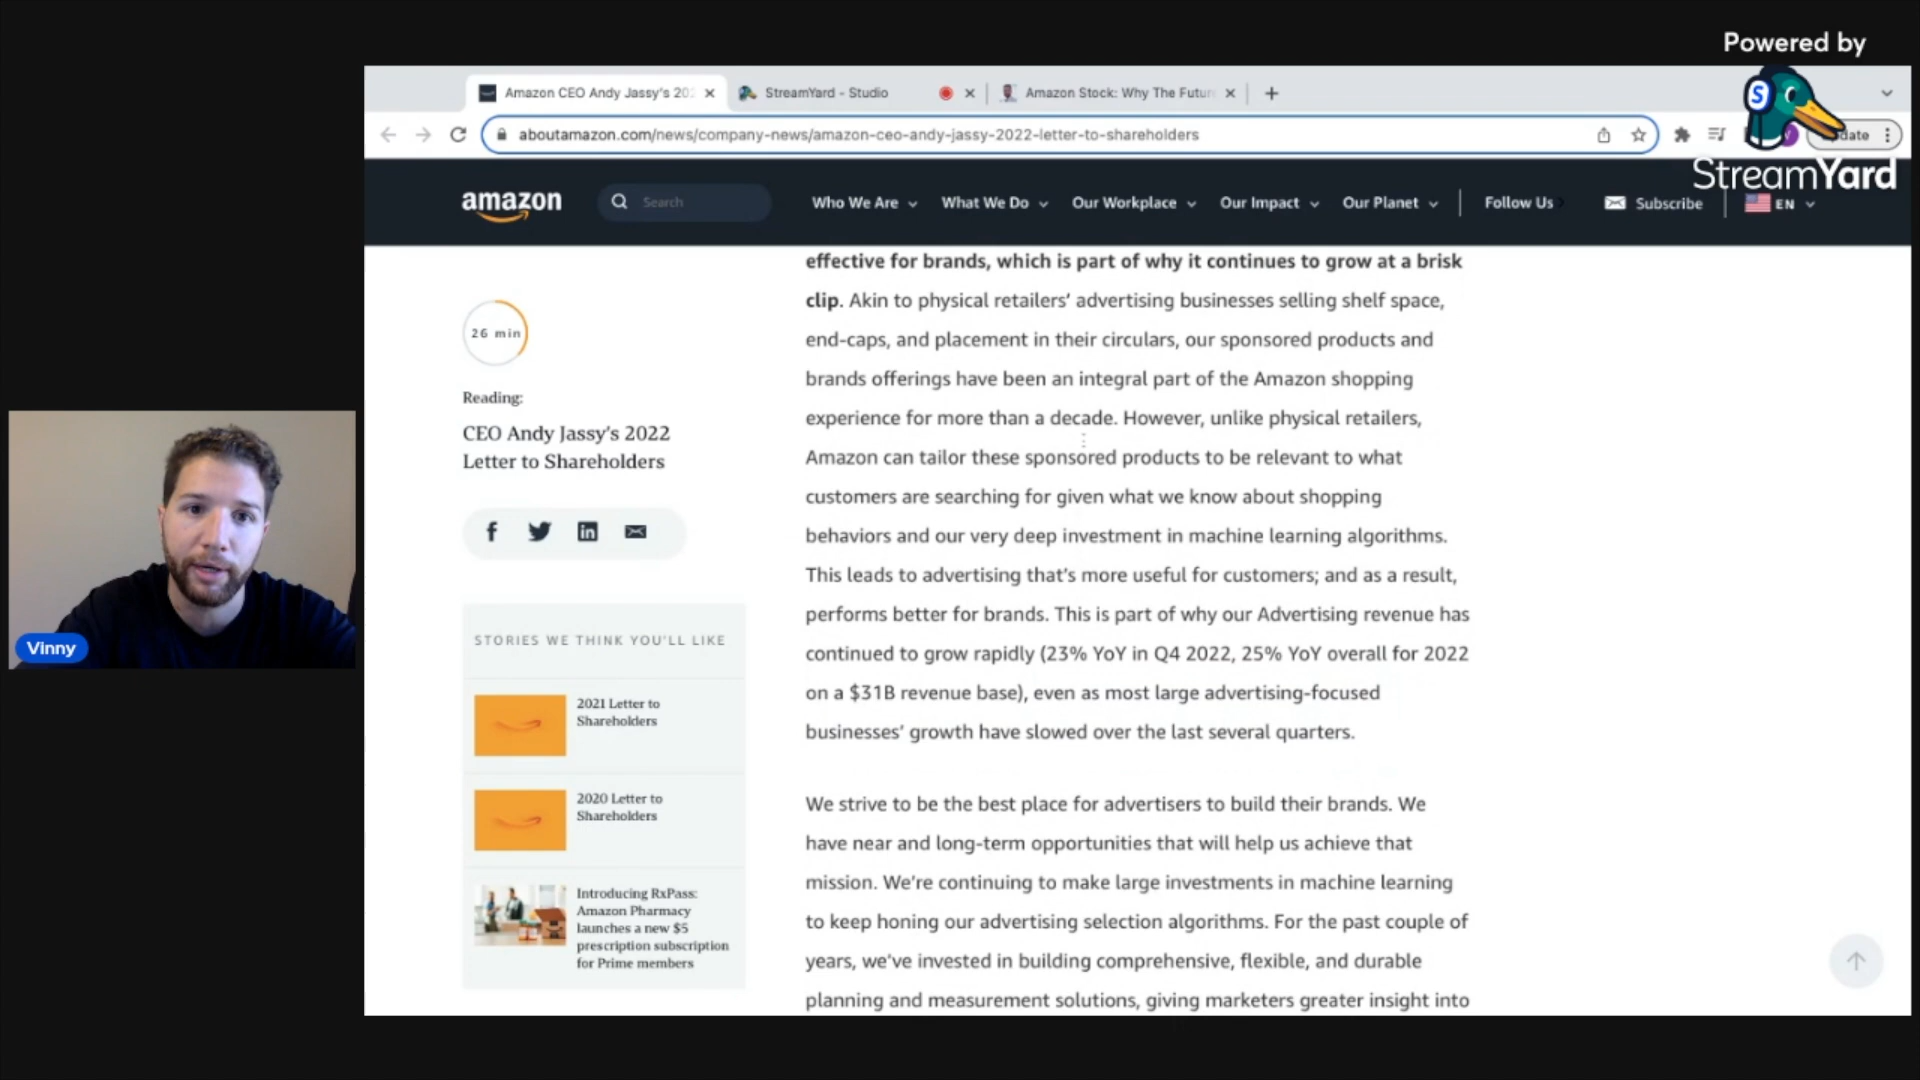 Powered by
StreamYard
Amazon CEO Andy Jassy's 202
StreamYard - Studio
Amazon Stock: Why The Futur
aboutamazon.com/news/company-news/amazon-ceo-andy-jassy-2022-letter-to-shareholders
amazon
Search
Who We Are
What We Do
Our Workplace
Our Impact
Our Planet
Follow Us
Subscribe
EN
26 min
Reading:
CEO Andy Jassy's 2022
Letter to Shareholders
STORIES WE THINK YOU'LL LIKE
2021 Letter to
Shareholders
2020 Letter to
Shareholders
Introducing RxPass:
Amazon Pharmacy
launches a new $5
prescription subscription
for Prime members
effective for brands, which is part of why it continues to grow at a brisk
clip. Akin to physical retailers’ advertising businesses selling shelf space,
end-caps, and placement in their circulars, our sponsored products and
brands offerings have been an integral part of the Amazon shopping
experience for more than a decade. However, unlike physical retailers,
Amazon can tailor these sponsored products to be relevant to what
customers are searching for given what we know about shopping
behaviors and our very deep investment in machine learning algorithms.
This leads to advertising that’s more useful for customers; and as a result,
performs better for brands. This is part of why our Advertising revenue has
continued to grow rapidly (23% YoY in Q4 2022, 25% YoY overall for 2022
on a $31B revenue base), even as most large advertising-focused
businesses’ growth have slowed over the last several quarters.
We strive to be the best place for advertisers to build their brands. We
have near and long-term opportunities that will help us achieve that
mission. We’re continuing to make large investments in machine learning
to keep honing our advertising selection algorithms. For the past couple of
years, we’ve invested in building comprehensive, flexible, and durable
planning and measurement solutions, giving marketers greater insight into
Vinny